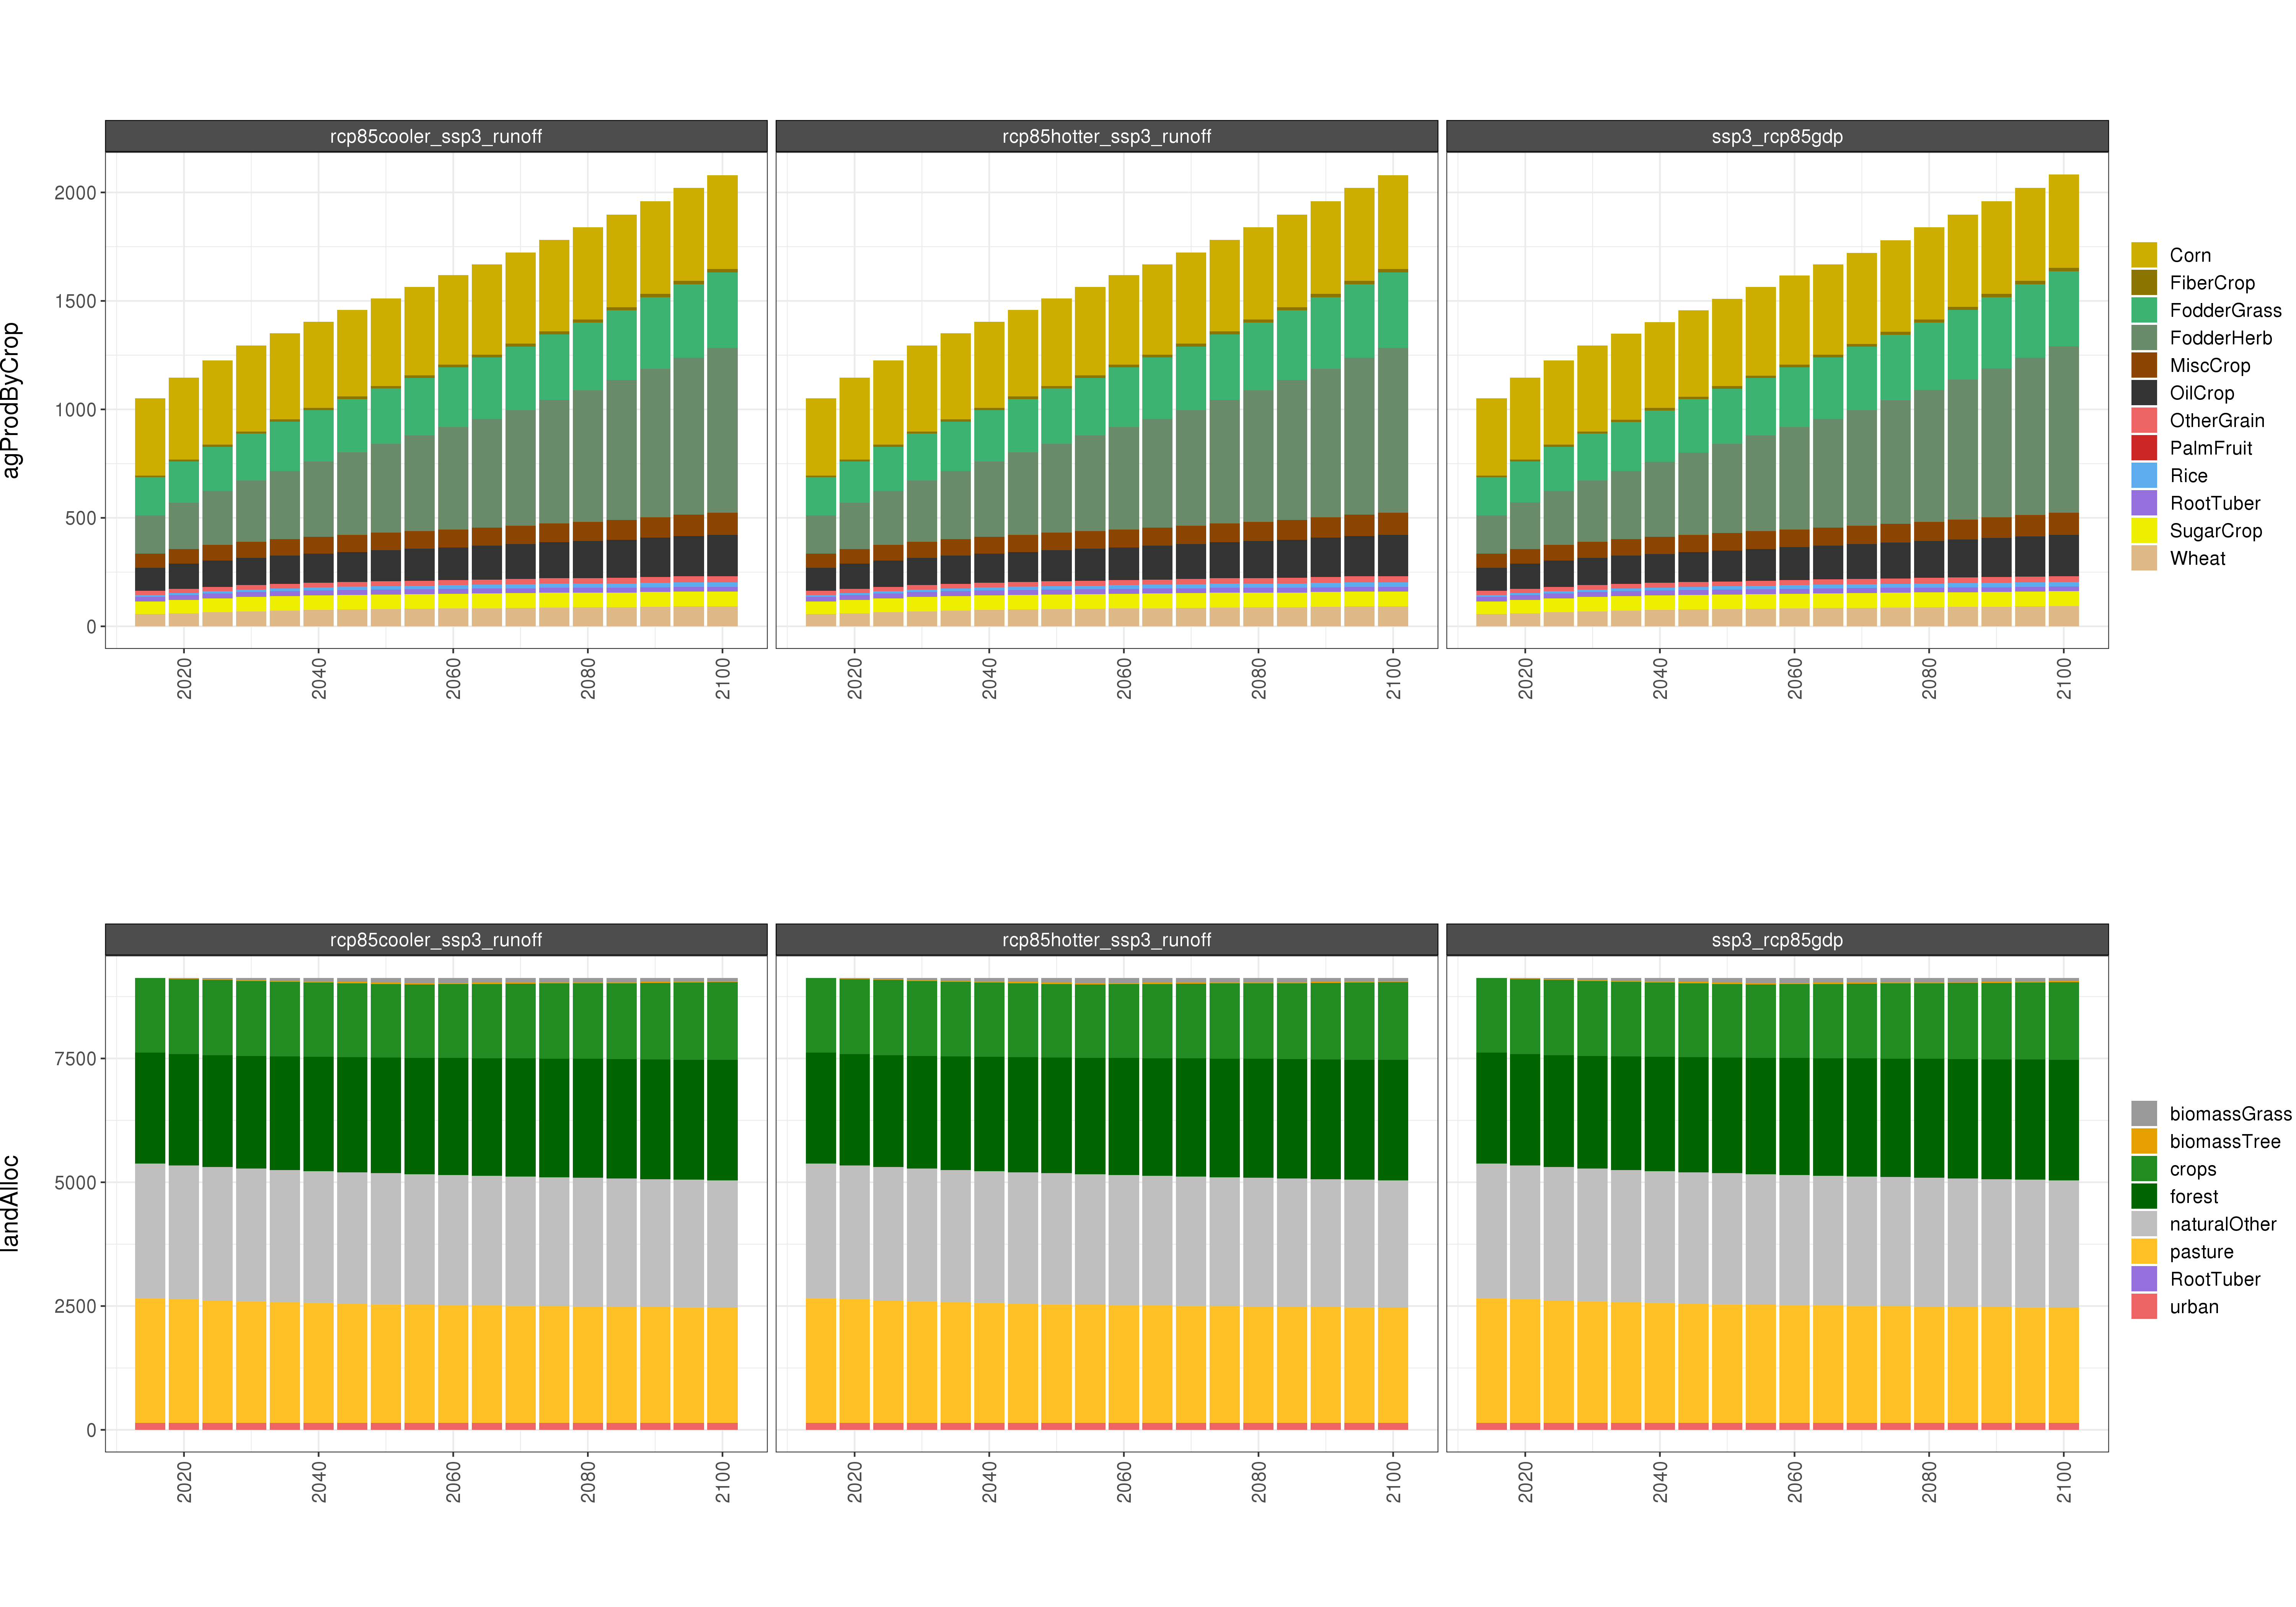 rcp85cooler_ssp3_runoff rcp85hotter_ssp3_runoff ssp3_rcp85gdp
agProdByCrop
2000
1500
1000
500
0
2020 2040 2060 2080 2100 2020 2040 2060 2080 2100 2020 2040 2060 2080 2100
Corn
FiberCrop
FodderGrass
FodderHerb
MiscCrop
OilCrop
OtherGrain
PalmFruit
Rice
RootTuber
SugarCrop
Wheat
rcp85cooler_ssp3_runoff rcp85hotter_ssp3_runoff ssp3_rcp85gdp
landAlloc
7500
5000
2500
0
2020 2040 2060 2080 2100 2020 2040 2060 2080 2100 2020 2040 2060 2080 2100
biomassGrass
biomassTree
crops
forest
naturalOther
pasture
RootTuber
urban